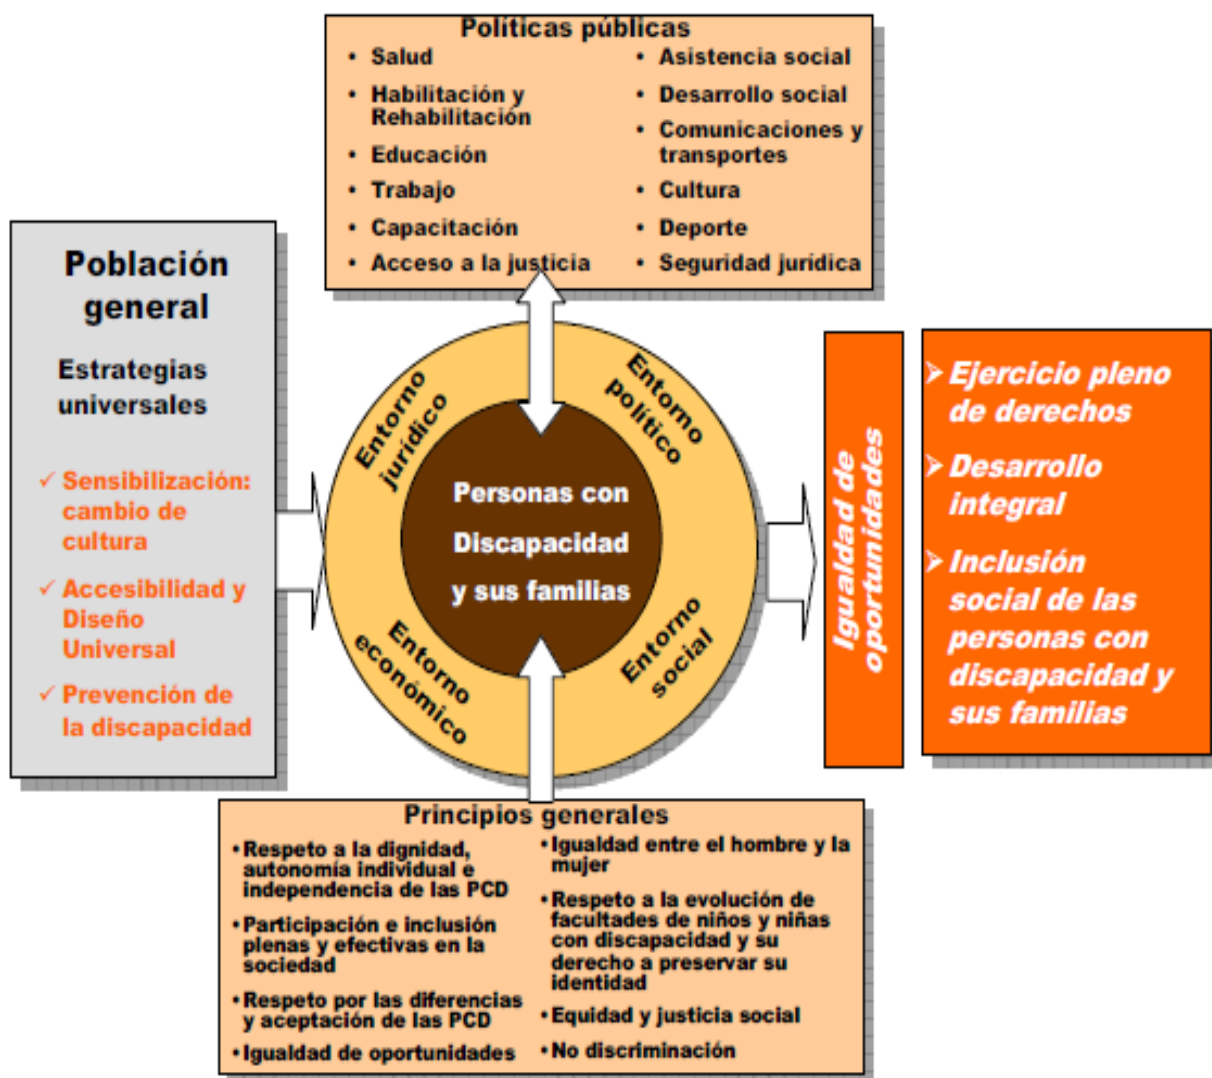 Políticas públicas
• Salud
• Habilitación y
Rehabilitación
• Educación
• Trabajo
• Capacitación
• Acceso a la justicia
• Asistencia social
• Desarrollo social
• Comunicaciones y
transportes
• Cultura
• Deporte
• Seguridad jurídica
Población
general
Estrategias
universales
✓ Sensibilización:
cambio de
cultura
✓ Accesibilidad y
Diseño
Universal
✓ Prevención de
la discapacidad
Entorno
jurídico
Entorno
político
Personas con
Discapacidad
y sus familias
Entorno
económico
Entorno
social
Igualdad de
oportunidades
➢ Ejercicio pleno
de derechos
➢ Desarrollo
integral
➢ Inclusión
social de las
personas con
discapacidad y
sus familias
Principios generales
• Respeto a la dignidad,
autonomía individual e
independencia de las PCD
• Participación e inclusión
plenas y efectivas en la
sociedad
• Respeto por las diferencias
y aceptación de las PCD
• Igualdad de oportunidades
• Igualdad entre el hombre y la
mujer
• Respeto a la evolución de
facultades de niños y niñas
con discapacidad y su
derecho a preservar su
identidad
• Equidad y justicia social
• No discriminación